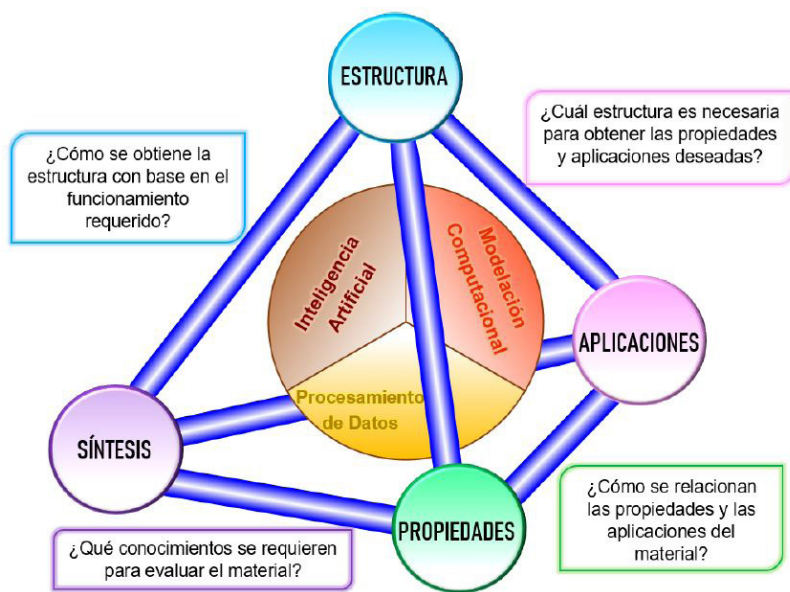 ESTRUCTURA
¿Cuál estructura es necesaria
para obtener las propiedades
y aplicaciones deseadas?
¿Cómo se obtiene la
estructura con base en el
funcionamiento
requerido?
Inteligencia
Artificial
Modelación
Computacional
APLICACIONES
Procesamiento
de Datos
SÍNTESIS
PROPIEDADES
¿Cómo se relacionan
las propiedades y las
aplicaciones del
material?
¿Qué conocimientos se requieren
para evaluar el material?